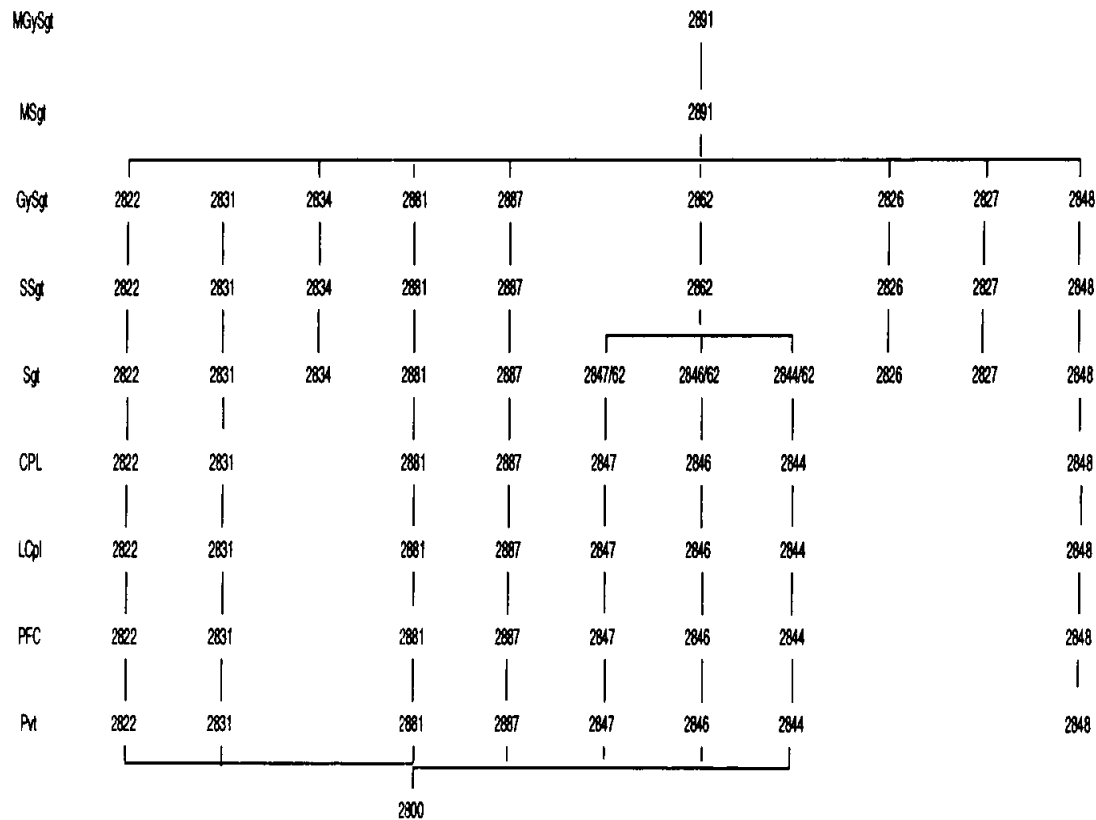 MGySgt 2891
MSgt 2891
GySgt 2822 2831 2834 2881 2887 2862 2826 2827 2848
SSgt 2822 2831 2834 2881 2887 2862 2826 2827 2848
Sgt 2822 2831 2834 2881 2887 2847/62 2846/62 2844/62 2826 2827 2848
CPL 2822 2831 2881 2887 2847 2846 2844 2848
LCpl 2822 2831 2881 2887 2847 2846 2844 2848
PFC 2822 2831 2881 2887 2847 2846 2844 2848
Pvt 2822 2831 2881 2887 2847 2846 2844 2848
2800